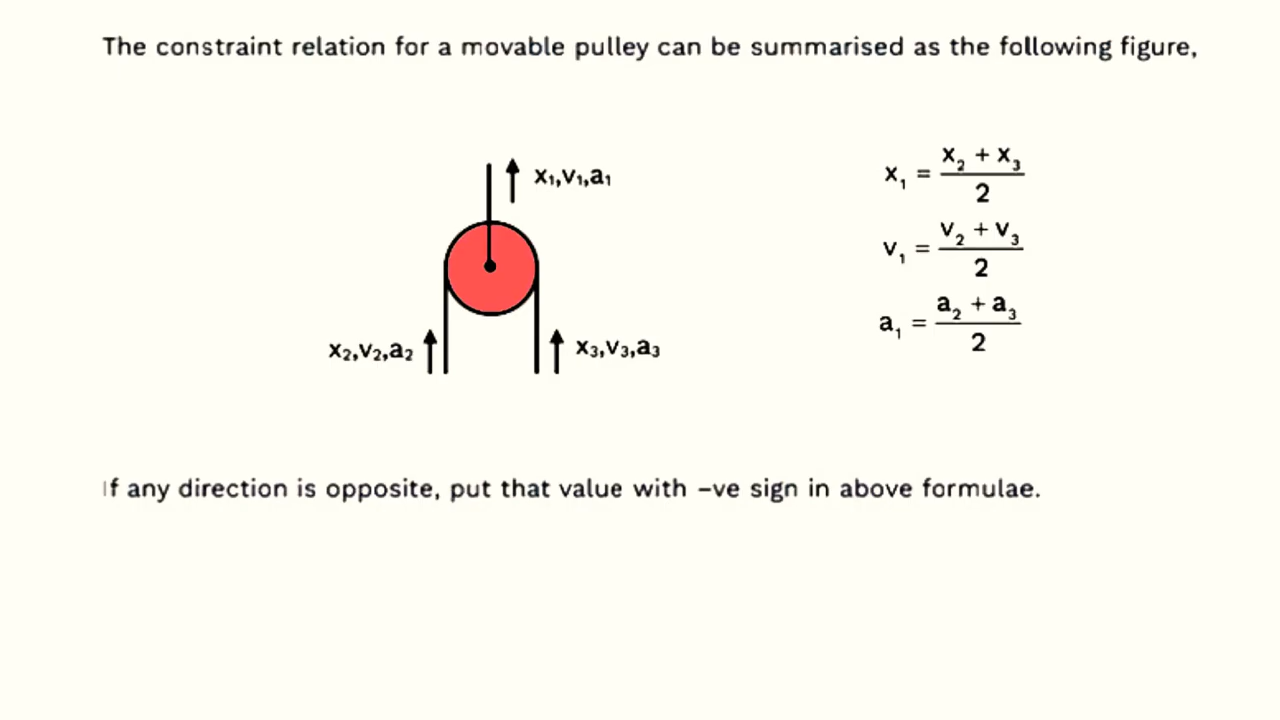 The constraint relation for a movable pulley can be summarised as the following figure,
x₁,v₁,a₁
x₂,v₂,a₂
x₃,v₃,a₃
x₁ = (x₂ + x₃)/2
v₁ = (v₂ + v₃)/2
a₁ = (a₂ + a₃)/2
If any direction is opposite, put that value with –ve sign in above formulae.